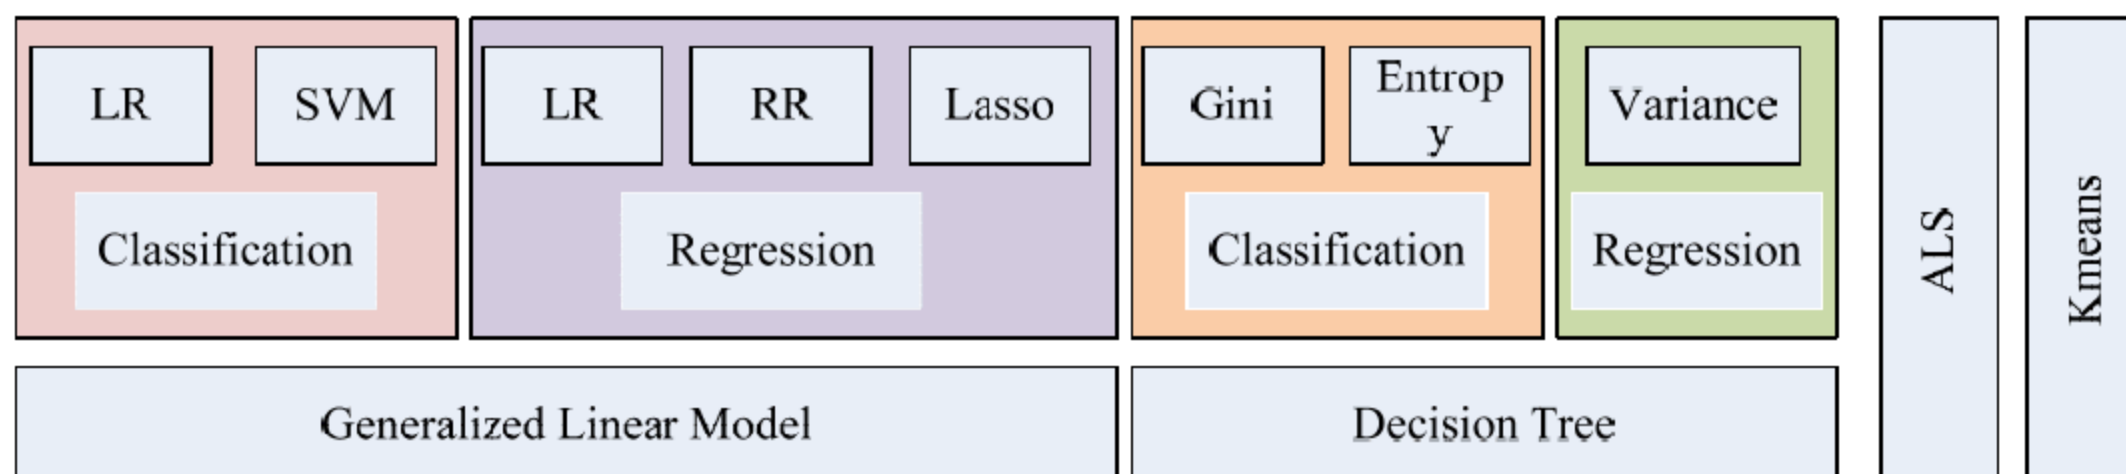 LR
SVM
Classification
LR
RR
Lasso
Regression
Gini
Entrop
y
Classification
Variance
Regression
Generalized Linear Model
Decision Tree
ALS
Kmeans